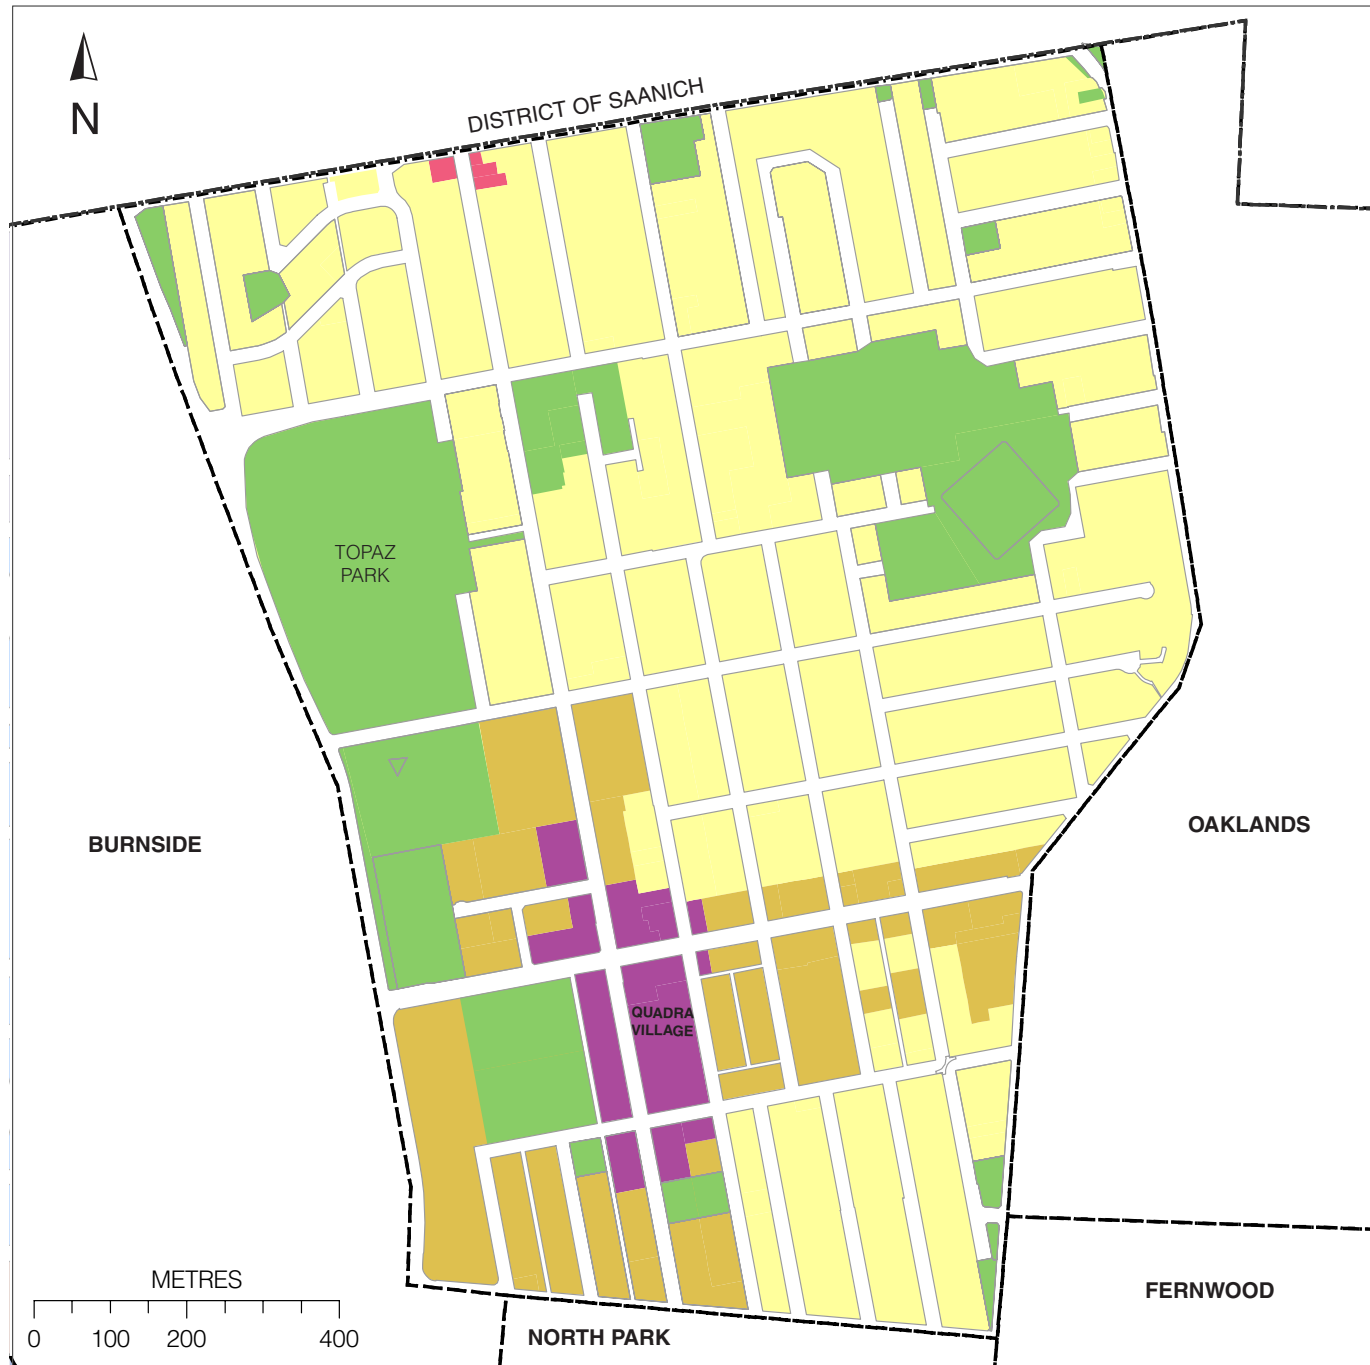 DISTRICT OF SAANICH
N
TOPAZ
PARK
BURNSIDE
OAKLANDS
QUADRA
VILLAGE
METRES
0 100 200 400
NORTH PARK
FERNWOOD